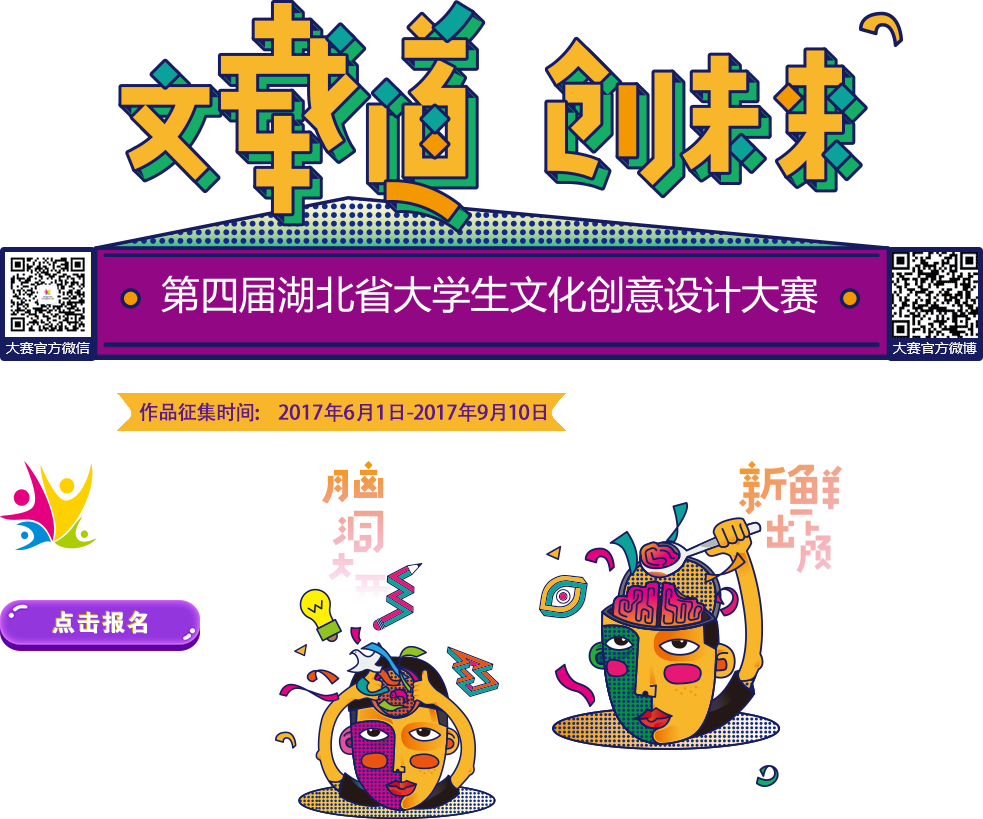 文载道 创未来
第四届湖北省大学生文化创意设计大赛
大赛官方微信
大赛官方微博
作品征集时间: 2017年6月1日-2017年9月10日
脑
洞
大开
新鲜
出颅
点击报名